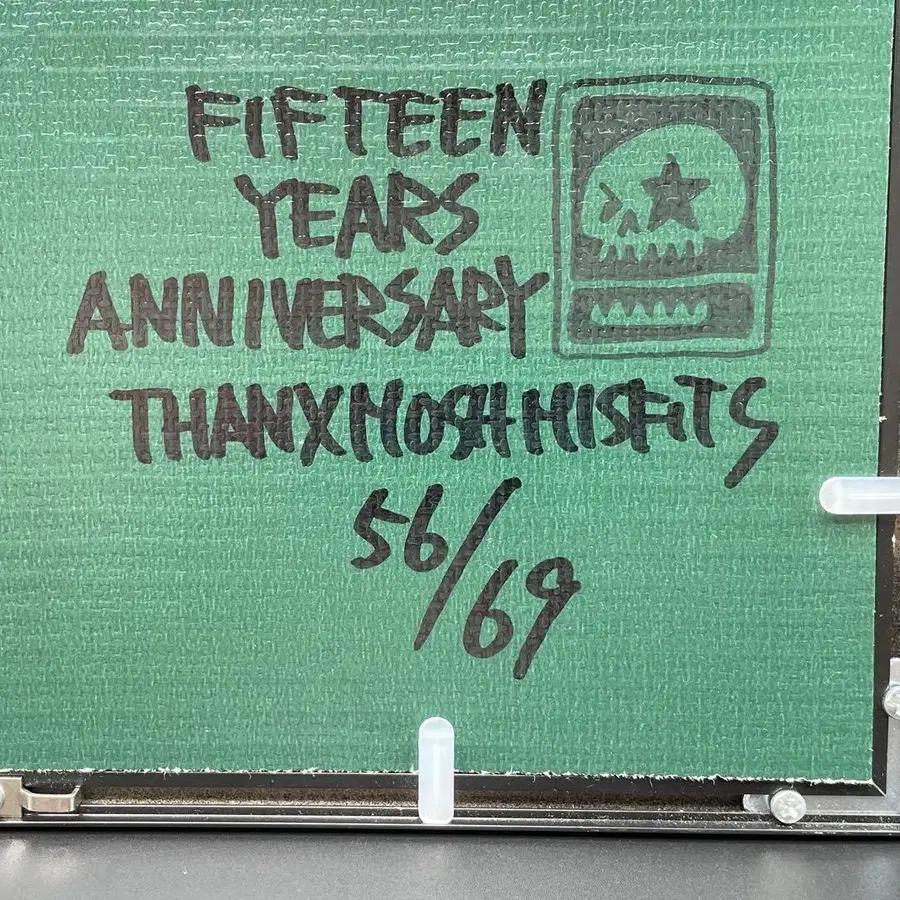 FIFTEEN
YEARS
ANNIVERSARY
THANX MOSH MISFiTS
56/69